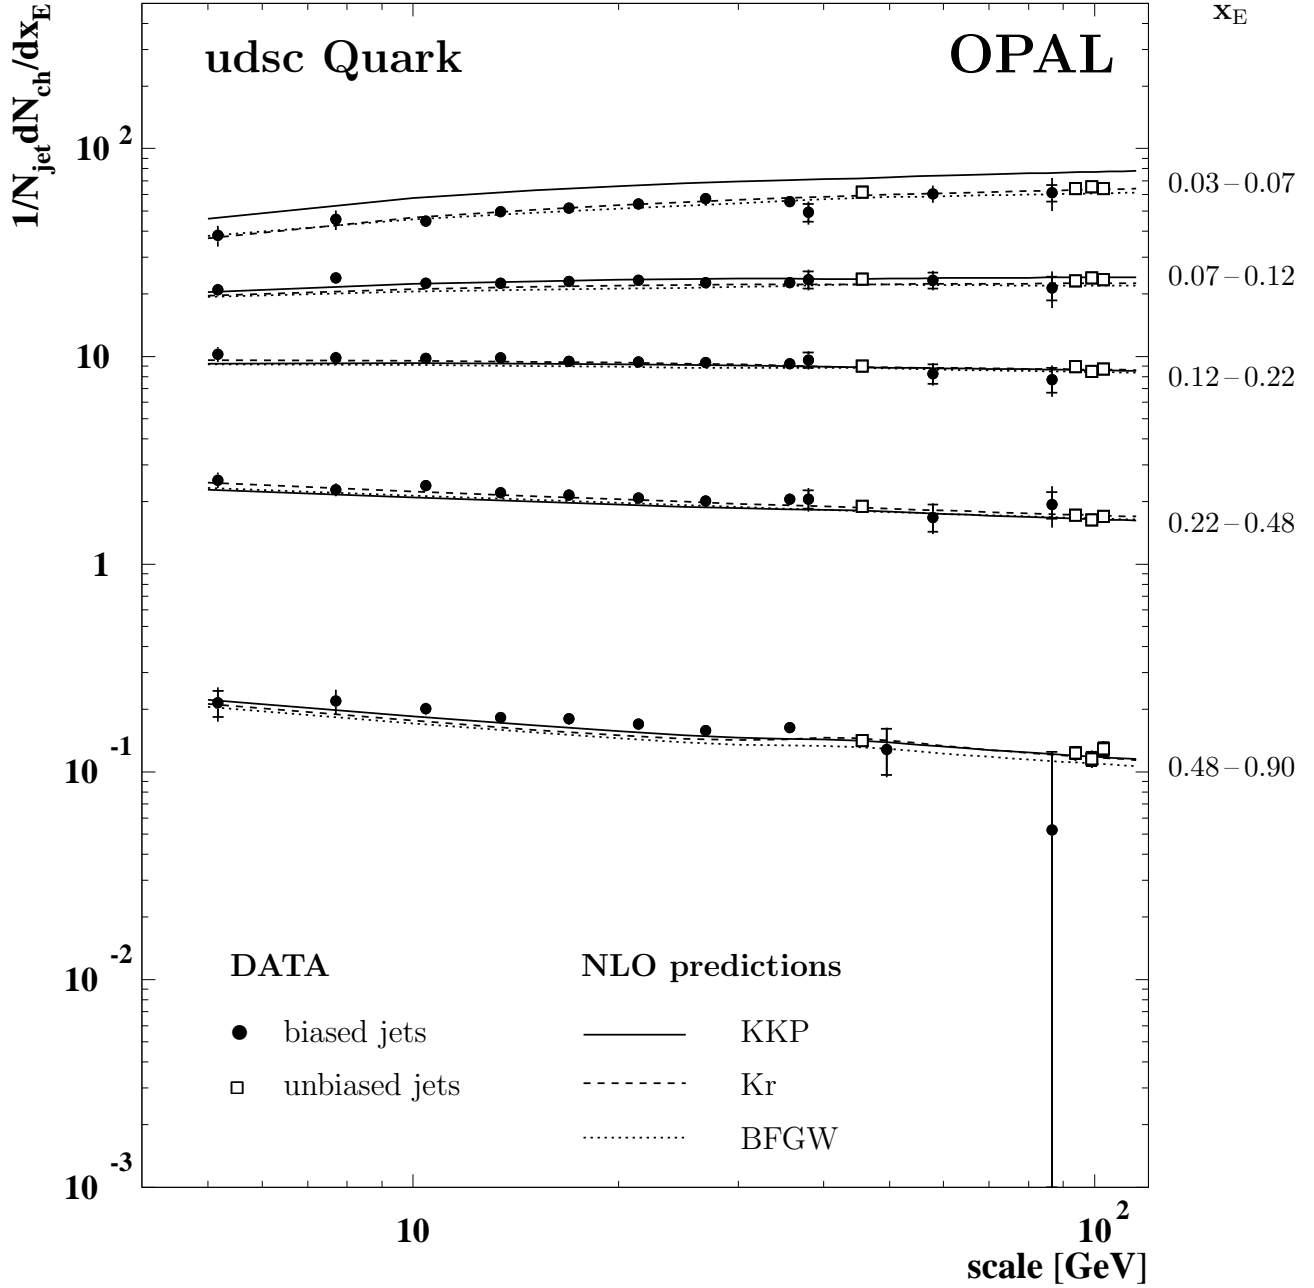 1/N_jet dN_ch/dx_E
udsc Quark
OPAL
x_E
10^2
10
1
10^-1
10^-2
10^-3
0.03−0.07
0.07−0.12
0.12−0.22
0.22−0.48
0.48−0.90
DATA
biased jets
unbiased jets
NLO predictions
KKP
Kr
BFGW
10
10^2
scale [GeV]